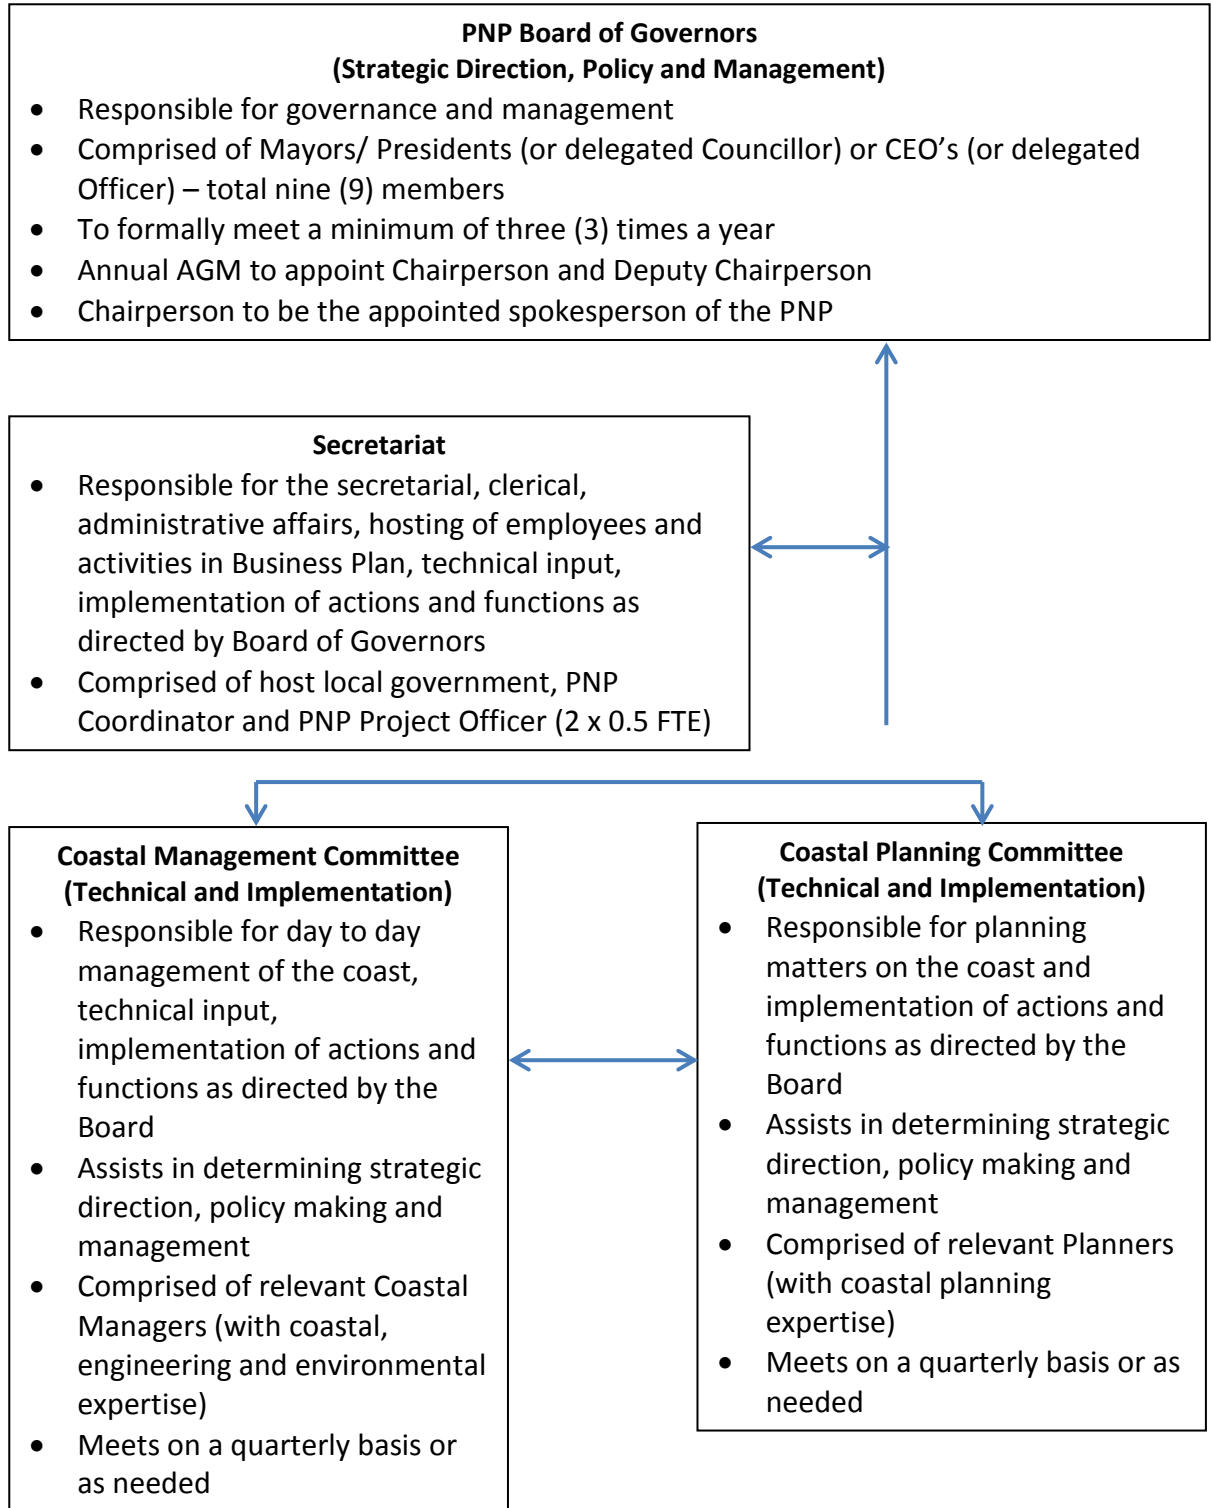 PNP Board of Governors
(Strategic Direction, Policy and Management)
• Responsible for governance and management
• Comprised of Mayors/ Presidents (or delegated Councillor) or CEO’s (or delegated
Officer) – total nine (9) members
• To formally meet a minimum of three (3) times a year
• Annual AGM to appoint Chairperson and Deputy Chairperson
• Chairperson to be the appointed spokesperson of the PNP
Secretariat
• Responsible for the secretarial, clerical,
administrative affairs, hosting of employees and
activities in Business Plan, technical input,
implementation of actions and functions as
directed by Board of Governors
• Comprised of host local government, PNP
Coordinator and PNP Project Officer (2 x 0.5 FTE)
Coastal Management Committee
(Technical and Implementation)
• Responsible for day to day
management of the coast,
technical input,
implementation of actions and
functions as directed by the
Board
• Assists in determining strategic
direction, policy making and
management
• Comprised of relevant Coastal
Managers (with coastal,
engineering and environmental
expertise)
• Meets on a quarterly basis or
as needed
Coastal Planning Committee
(Technical and Implementation)
• Responsible for planning
matters on the coast and
implementation of actions and
functions as directed by the
Board
• Assists in determining strategic
direction, policy making and
management
• Comprised of relevant Planners
(with coastal planning
expertise)
• Meets on a quarterly basis or as
needed